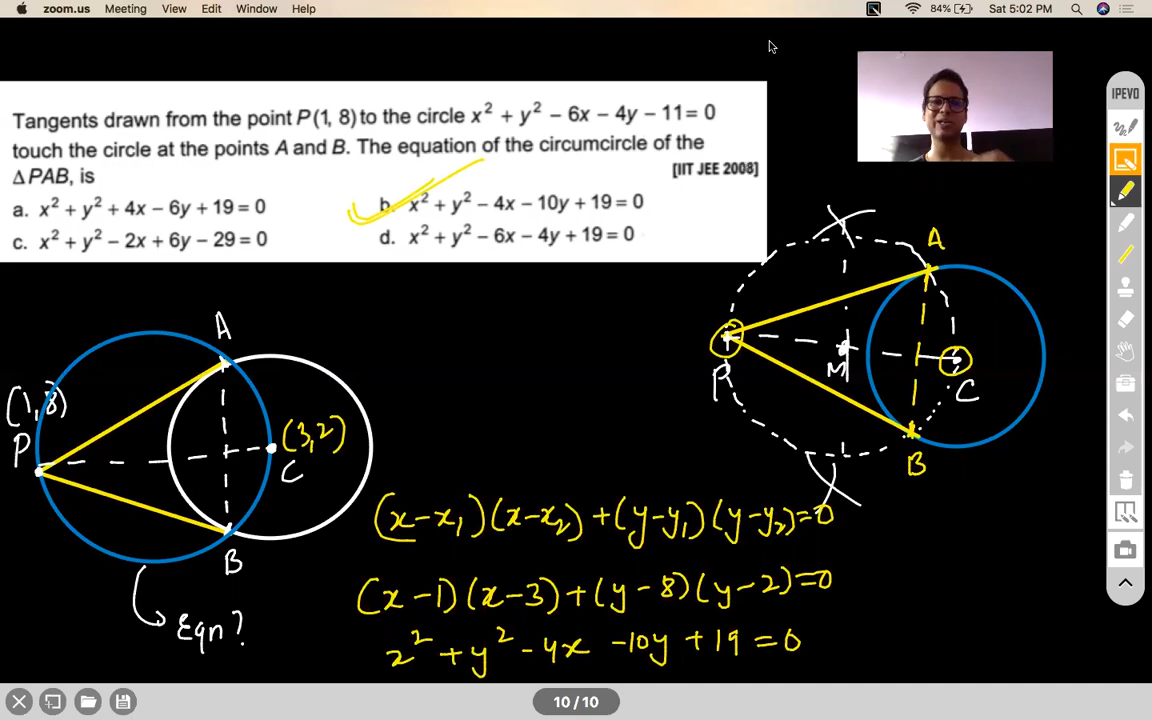 zoom.us Meeting View Edit Window Help 84% Sat 5:02 PM
Tangents drawn from the point P(1, 8) to the circle x² + y² − 6x − 4y − 11 = 0
touch the circle at the points A and B. The equation of the circumcircle of the
ΔPAB, is
[IIT JEE 2008]
a. x² + y² + 4x − 6y + 19 = 0
b. x² + y² − 4x − 10y + 19 = 0
c. x² + y² − 2x + 6y − 29 = 0
d. x² + y² − 6x − 4y + 19 = 0
IPEVO
A
P
M
C
B
A
(1,8)
P
(3,2)
C
B
Eqn?
(x−x₁)(x−x₂)+(y−y₁)(y−y₂)=0
(x−1)(x−3)+(y−8)(y−2)=0
x²+y²−4x−10y+19=0
10 / 10